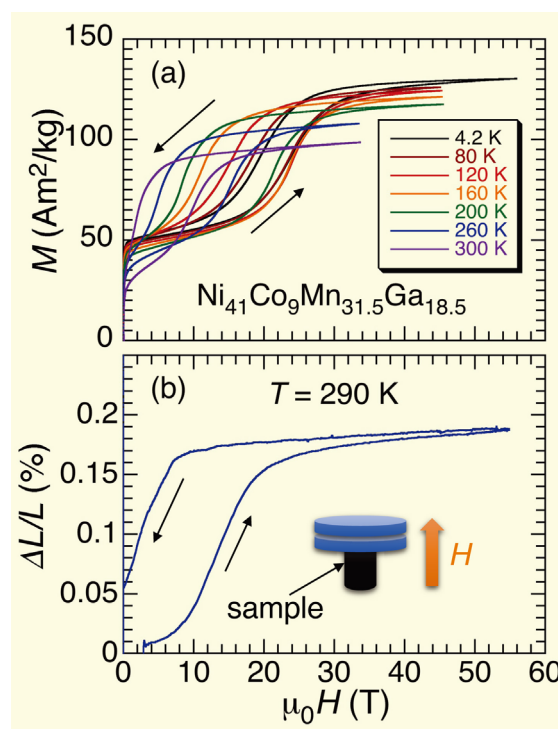 150
(a)
100
M (Am²/kg)
4.2 K
80 K
120 K
160 K
200 K
260 K
300 K
50
Ni₄₁Co₉Mn₃₁.₅Ga₁₈.₅
0
(b)
T = 290 K
0.2
0.15
ΔL/L (%)
0.1
H
0.05
sample
0
0 10 20 30 40 50 60
μ₀H (T)